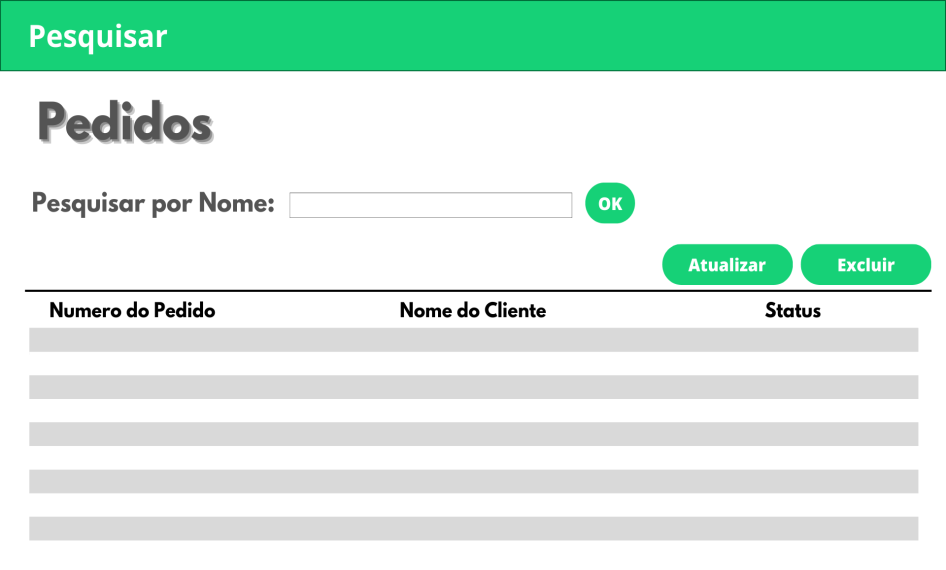 Pesquisar
Pedidos
Pesquisar por Nome: OK
Atualizar Excluir
Numero do Pedido Nome do Cliente Status